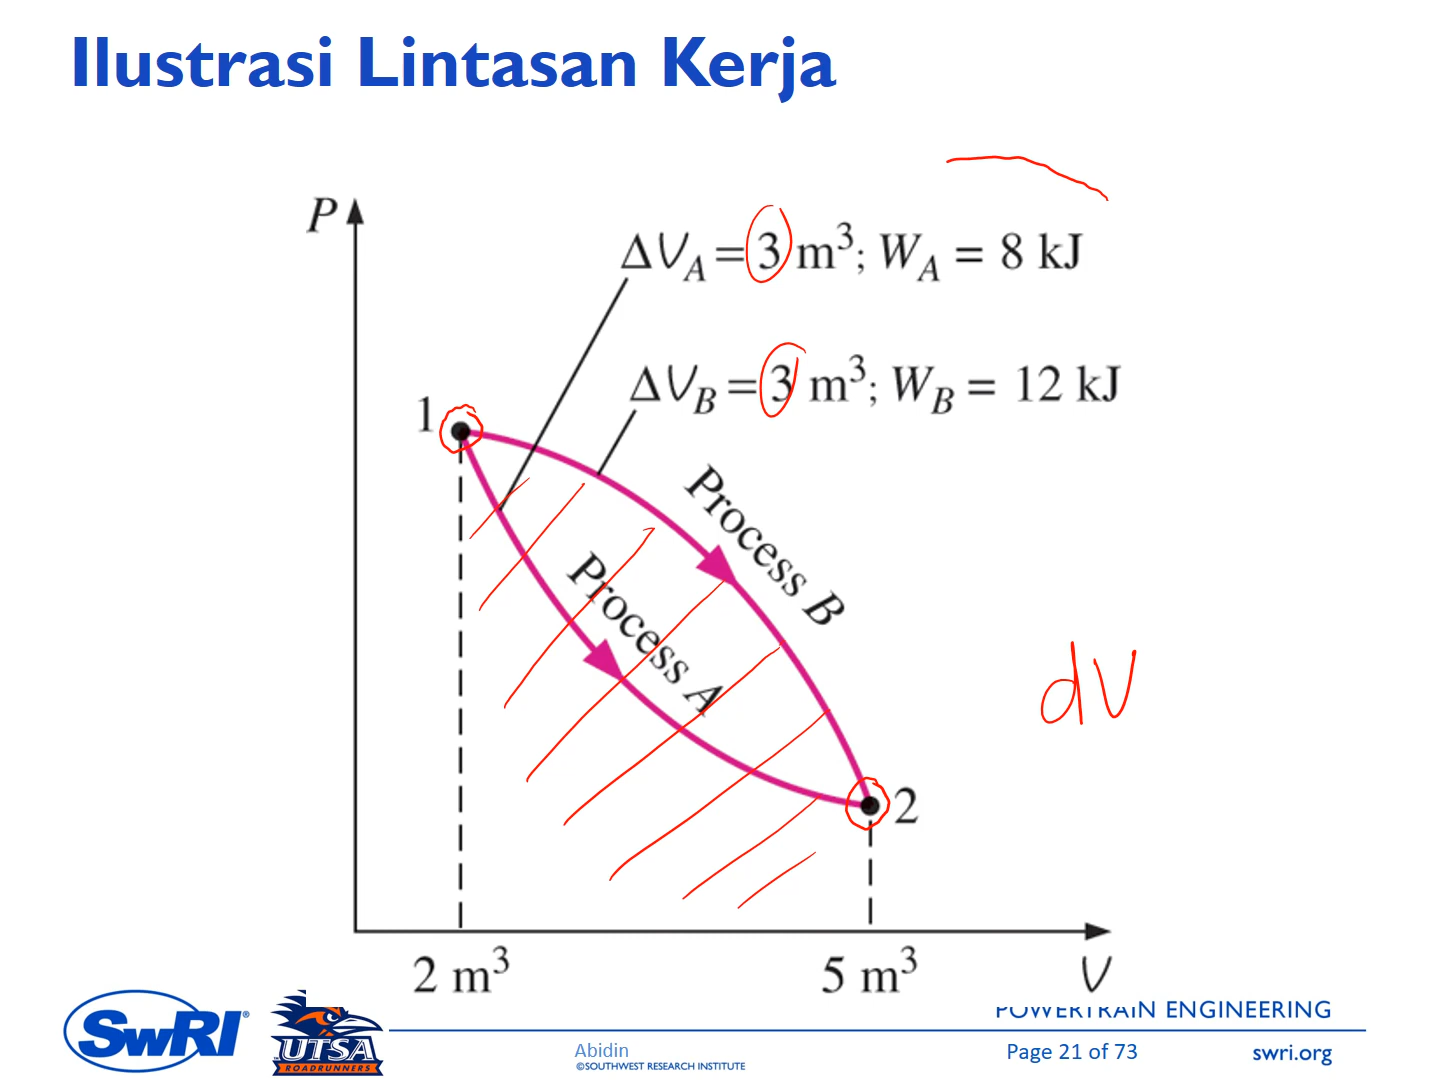 Ilustrasi Lintasan Kerja
P
ΔV_A = 3 m³; W_A = 8 kJ
ΔV_B = 3 m³; W_B = 12 kJ
1
Process B
Process A
dV
2
2 m³
5 m³
V
SwRI®
UTSA
ROADRUNNERS
Abidin
©SOUTHWEST RESEARCH INSTITUTE
POWERTRAIN ENGINEERING
Page 21 of 73
swri.org